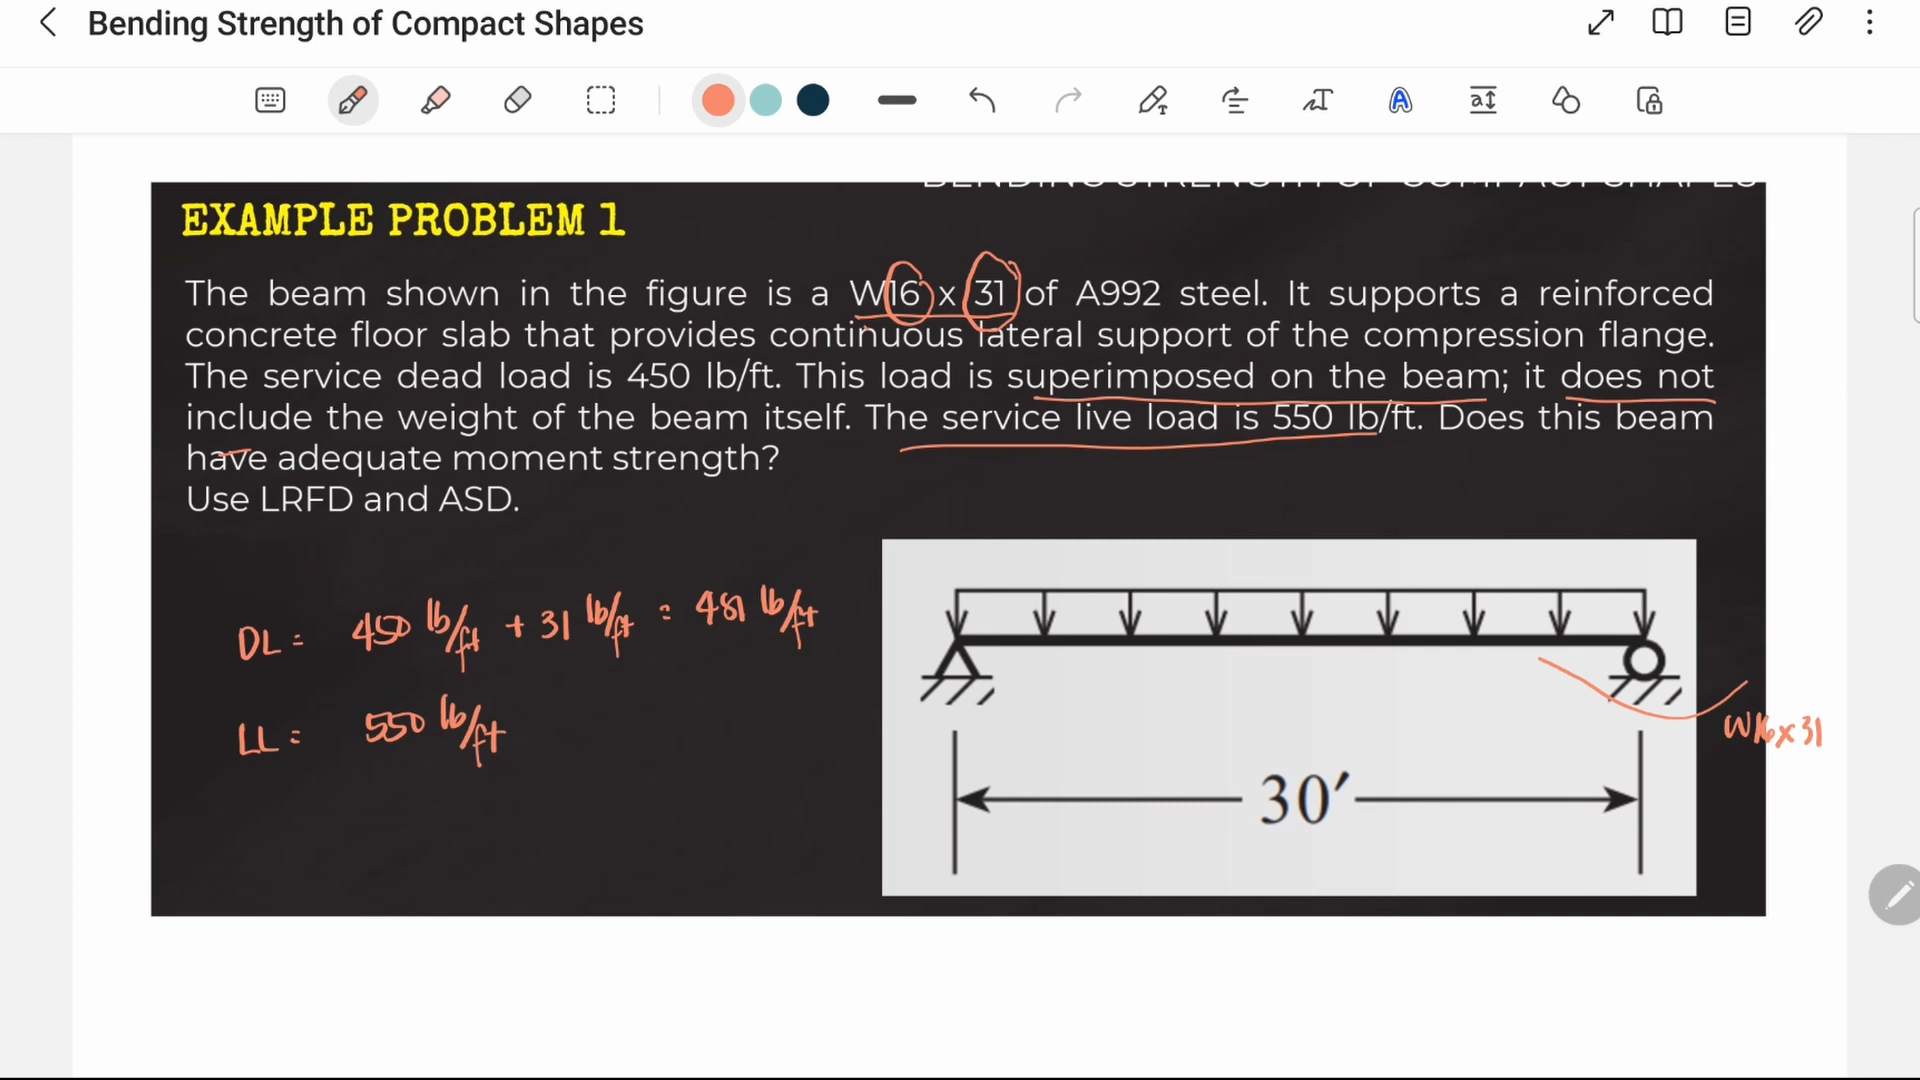 Bending Strength of Compact Shapes
BENDING STRENGTH OF COMPACT SHAPES
EXAMPLE PROBLEM 1
The beam shown in the figure is a W16 x 31 of A992 steel. It supports a reinforced
concrete floor slab that provides continuous lateral support of the compression flange.
The service dead load is 450 lb/ft. This load is superimposed on the beam; it does not
include the weight of the beam itself. The service live load is 550 lb/ft. Does this beam
have adequate moment strength?
Use LRFD and ASD.
DL = 450 lb/ft + 31 lb/ft = 481 lb/ft
LL = 550 lb/ft
W16x31
30′